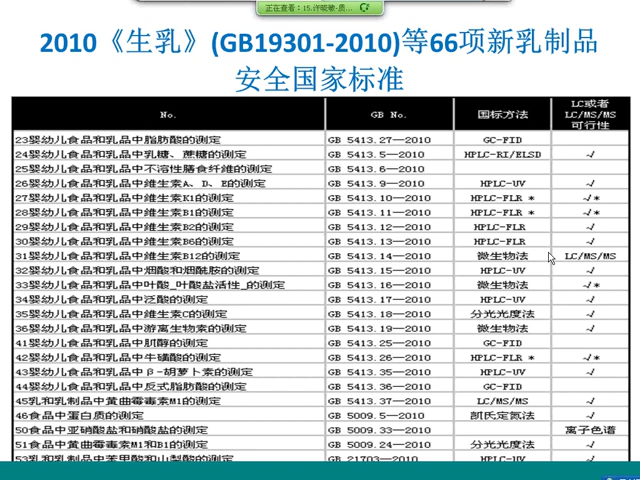 正在查看：15.许晓敏-质...
2010《生乳》(GB19301-2010)等66项新乳制品
安全国家标准
No. GB No. 国标方法 LC或者LC/MS/MS可行性
23婴幼儿食品和乳品中脂肪酸的测定 GB 5413.27—2010 GC-FID
24婴幼儿食品和乳品中乳糖、蔗糖的测定 GB 5413.5—2010 HPLC-RI/ELSD √
25婴幼儿食品和乳品中不溶性膳食纤维的测定 GB 5413.6—2010
26婴幼儿食品和乳品中维生素A、D、E的测定 GB 5413.9—2010 HPLC-UV √
27婴幼儿食品和乳品中维生素K1的测定 GB 5413.10—2010 HPLC-FLR * √*
28婴幼儿食品和乳品中维生素B1的测定 GB 5413.11—2010 HPLC-FLR * √*
29婴幼儿食品和乳品中维生素B2的测定 GB 5413.12—2010 HPLC-FLR √
30婴幼儿食品和乳品中维生素B6的测定 GB 5413.13—2010 HPLC-FLR √
31婴幼儿食品和乳品中维生素B12的测定 GB 5413.14—2010 微生物法 LC/MS/MS
32婴幼儿食品和乳品中烟酸和烟酰胺的测定 GB 5413.15—2010 HPLC-UV √
33婴幼儿食品和乳品中叶酸_叶酸盐活性_的测定 GB 5413.16—2010 微生物法 √*
34婴幼儿食品和乳品中泛酸的测定 GB 5413.17—2010 HPLC-UV √
35婴幼儿食品和乳品中维生素C的测定 GB 5413.18—2010 分光光度法 √
36婴幼儿食品和乳品中游离生物素的测定 GB 5413.19—2010 微生物法 √
41婴幼儿食品和乳品中肌醇的测定 GB 5413.25—2010 GC-FID
42婴幼儿食品和乳品中牛磺酸的测定 GB 5413.26—2010 HPLC-FLR * √*
43婴幼儿食品和乳品中β-胡萝卜素的测定 GB 5413.35—2010 HPLC-UV √
44婴幼儿食品和乳品中反式脂肪酸的测定 GB 5413.36—2010 GC-FID
45乳和乳制品中黄曲霉毒素M1的测定 GB 5413.37—2010 LC/MS/MS √
46食品中蛋白质的测定 GB 5009.5—2010 凯氏定氮法 √
50食品中亚硝酸盐和硝酸盐的测定 GB 5009.33—2010 离子色谱
51食品中黄曲霉毒素M1和B1的测定 GB 5009.24—2010 分光光度法 √
53乳和乳制品中苯甲酸和山梨酸的测定 GB 21703—2010 HPLC-UV √